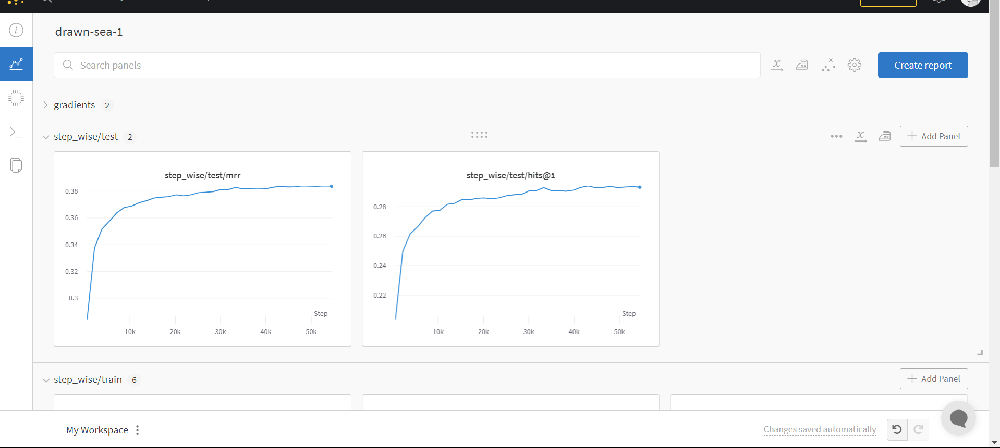 drawn-sea-1
Search panels
Create report
gradients 2
step_wise/test 2
Add Panel
step_wise/test/mrr
0.38
0.36
0.34
0.32
0.3
Step
10k 20k 30k 40k 50k
step_wise/test/hits@1
0.28
0.26
0.24
0.22
Step
10k 20k 30k 40k 50k
step_wise/train 6
Add Panel
My Workspace
Changes saved automatically